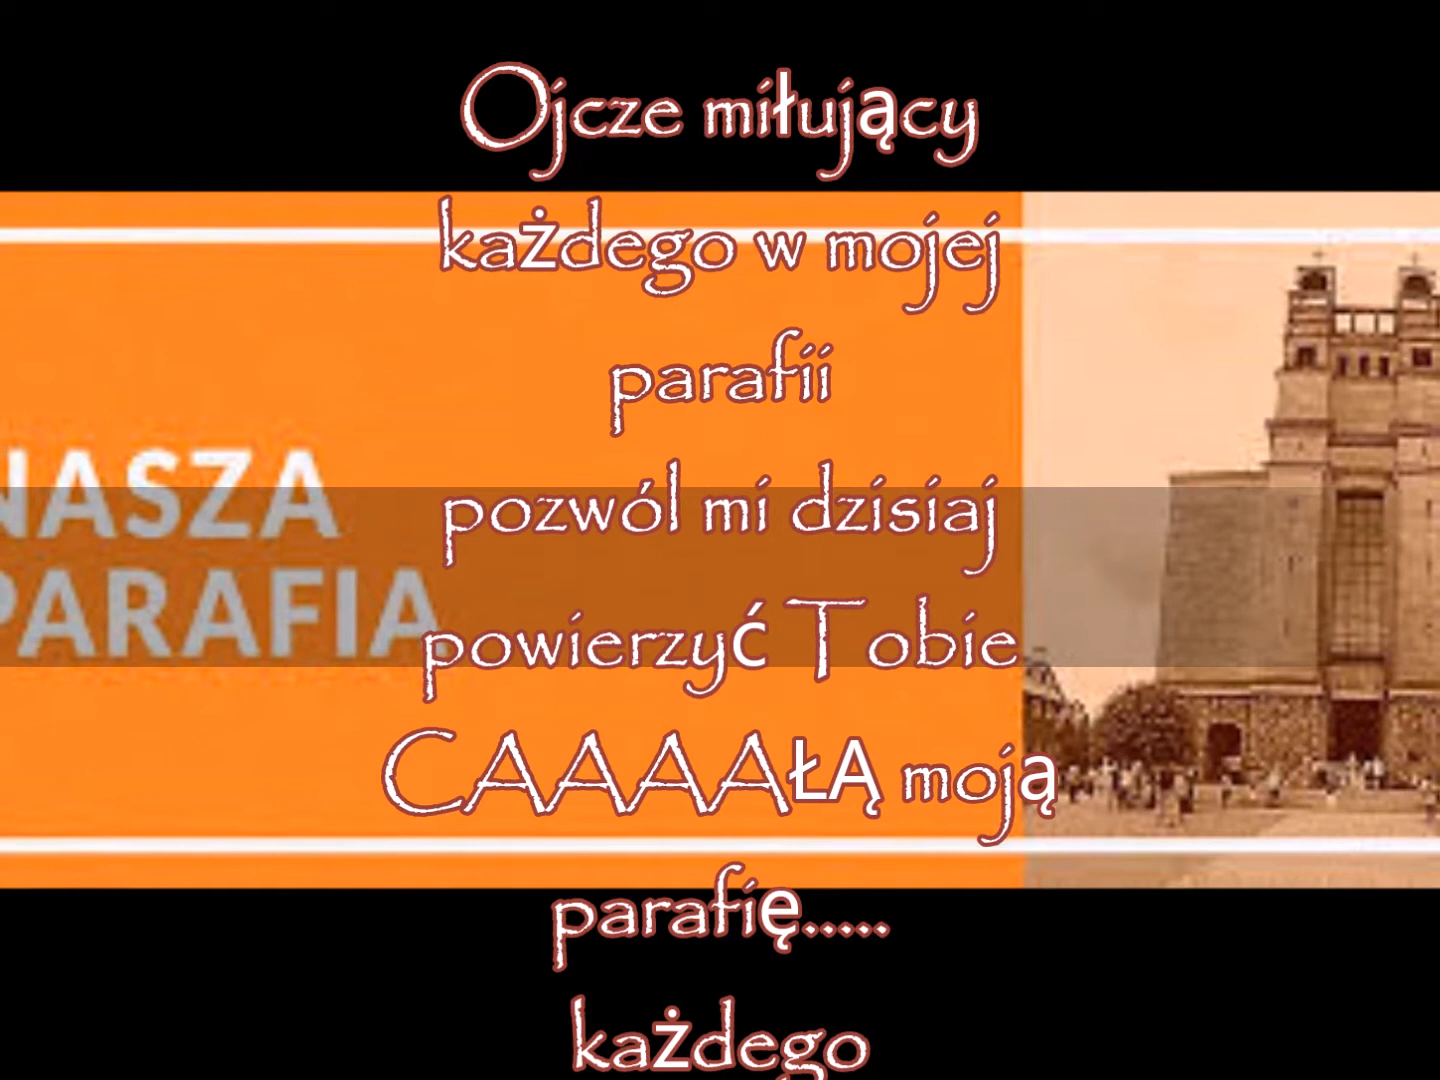 Ojcze miłujący
każdego w mojej
parafii
NASZA
PARAFIA
pozwól mi dzisiaj
powierzyć Tobie
CAAAAŁĄ moją
parafię.....
każdego